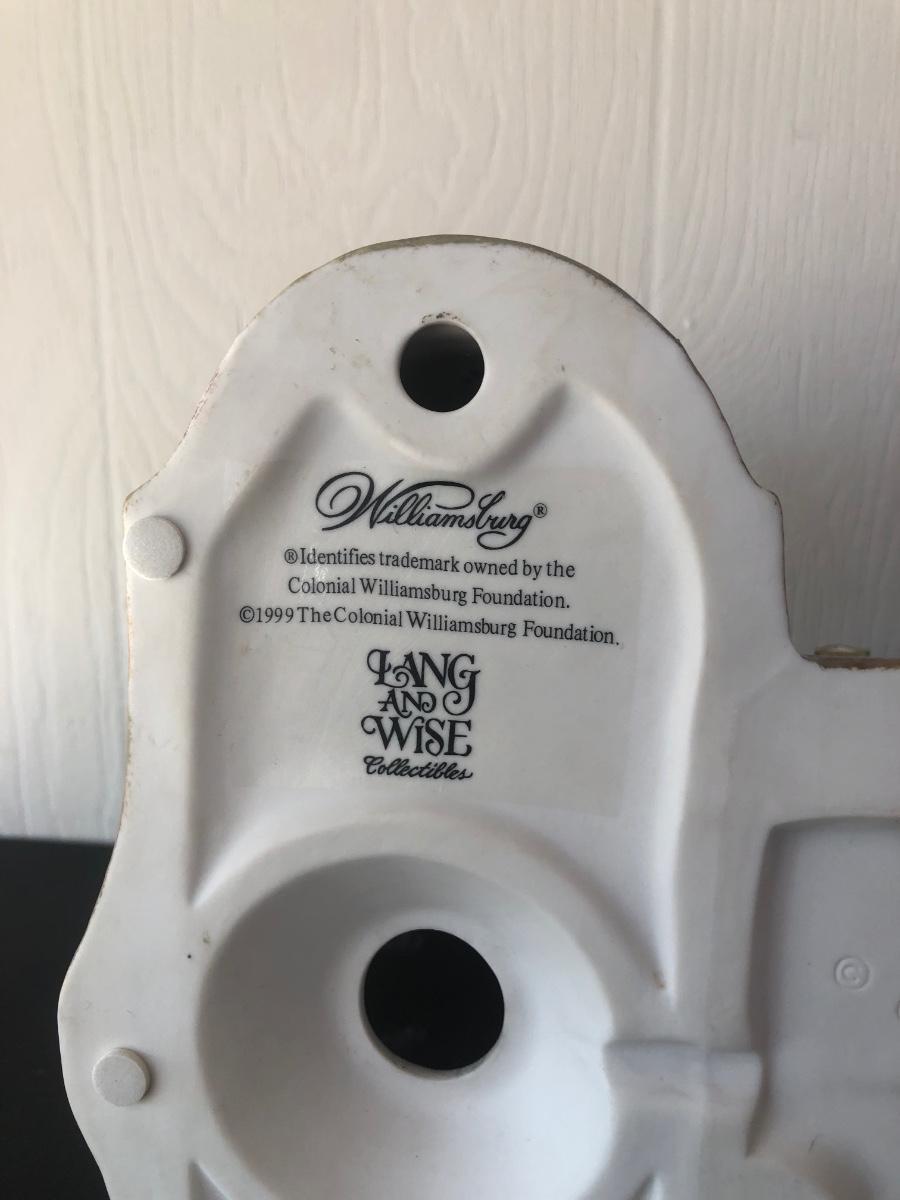 Williamsburg®
®Identifies trademark owned by the
Colonial Williamsburg Foundation.
©1999 The Colonial Williamsburg Foundation.
LANG
AND
WISE
Collectibles
©